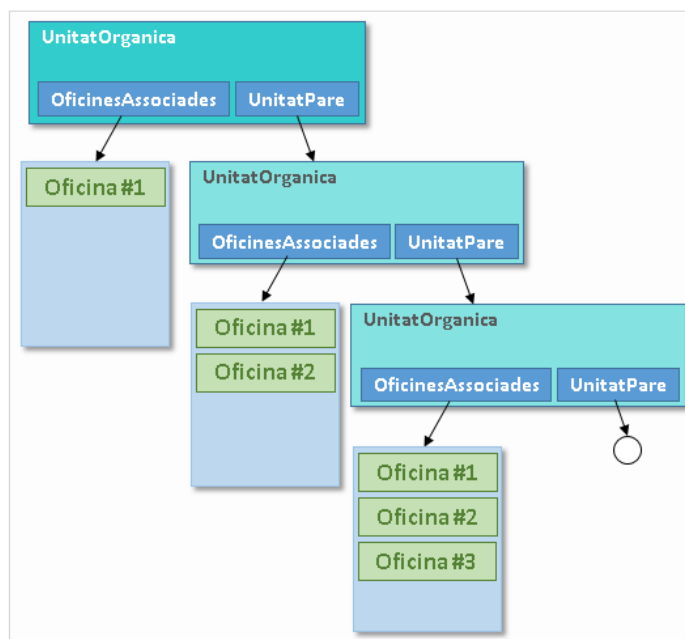 UnitatOrganica
OficinesAssociades UnitatPare
Oficina #1
UnitatOrganica
OficinesAssociades UnitatPare
Oficina #1
Oficina #2
UnitatOrganica
OficinesAssociades UnitatPare
Oficina #1
Oficina #2
Oficina #3